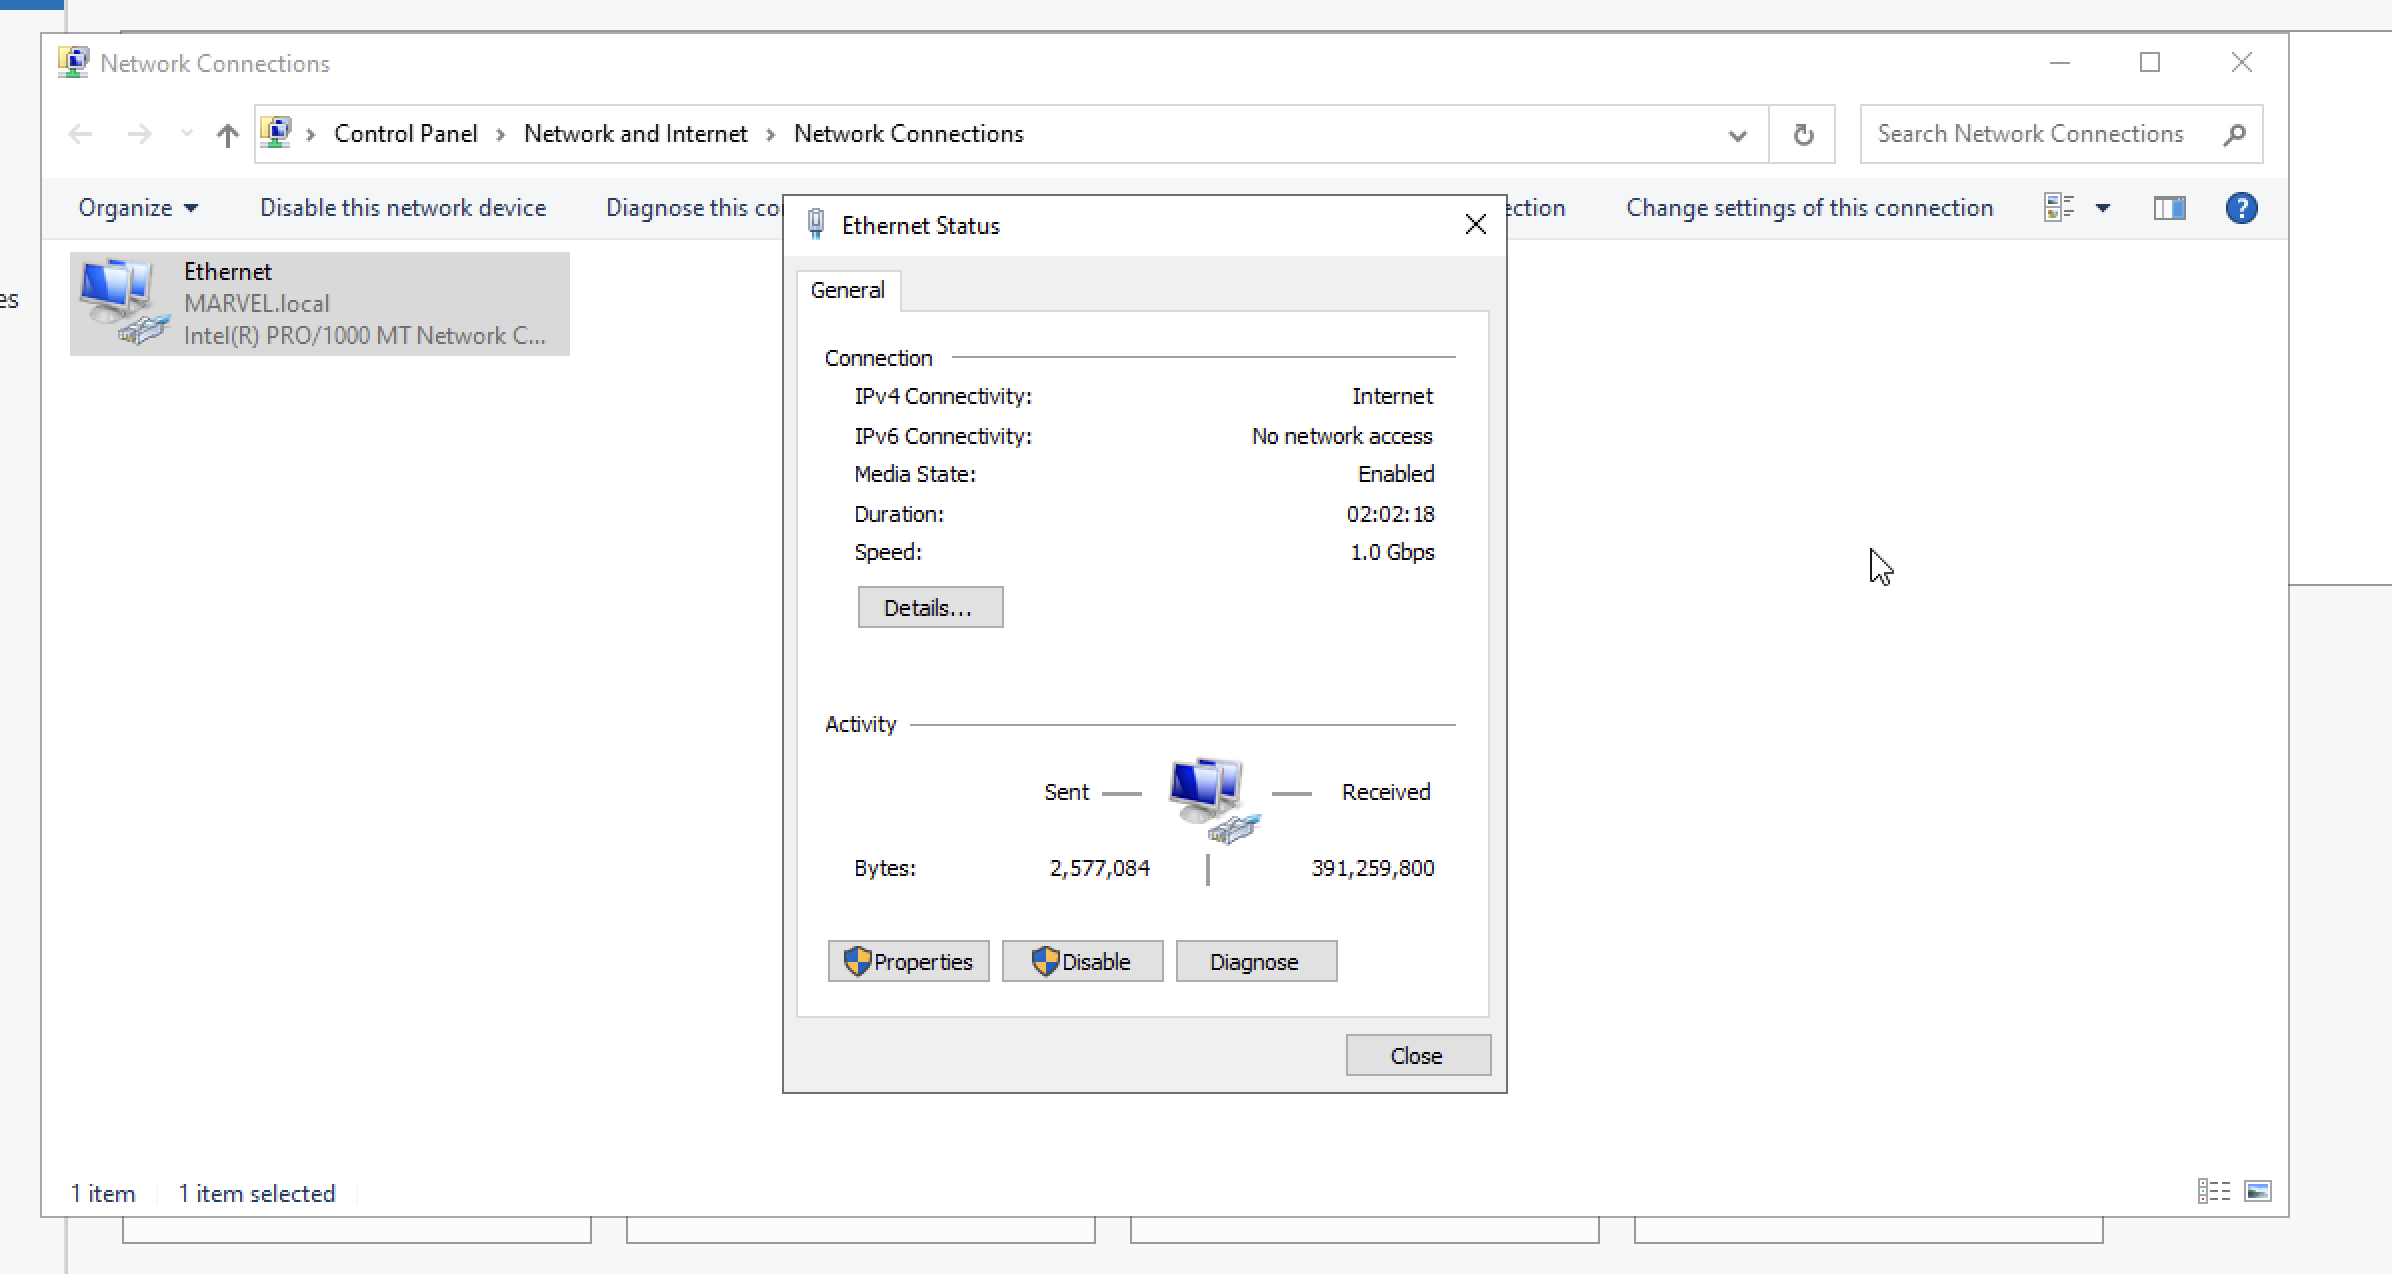 Network Connections
Control Panel > Network and Internet > Network Connections
Search Network Connections
Organize
Disable this network device
Diagnose this co
ction
Change settings of this connection
?
es
Ethernet
MARVEL.local
Intel(R) PRO/1000 MT Network C...
Ethernet Status
General
Connection
IPv4 Connectivity: Internet
IPv6 Connectivity: No network access
Media State: Enabled
Duration: 02:02:18
Speed: 1.0 Gbps
Details...
Activity
Sent — Received
Bytes: 2,577,084 | 391,259,800
Properties
Disable
Diagnose
Close
1 item
1 item selected